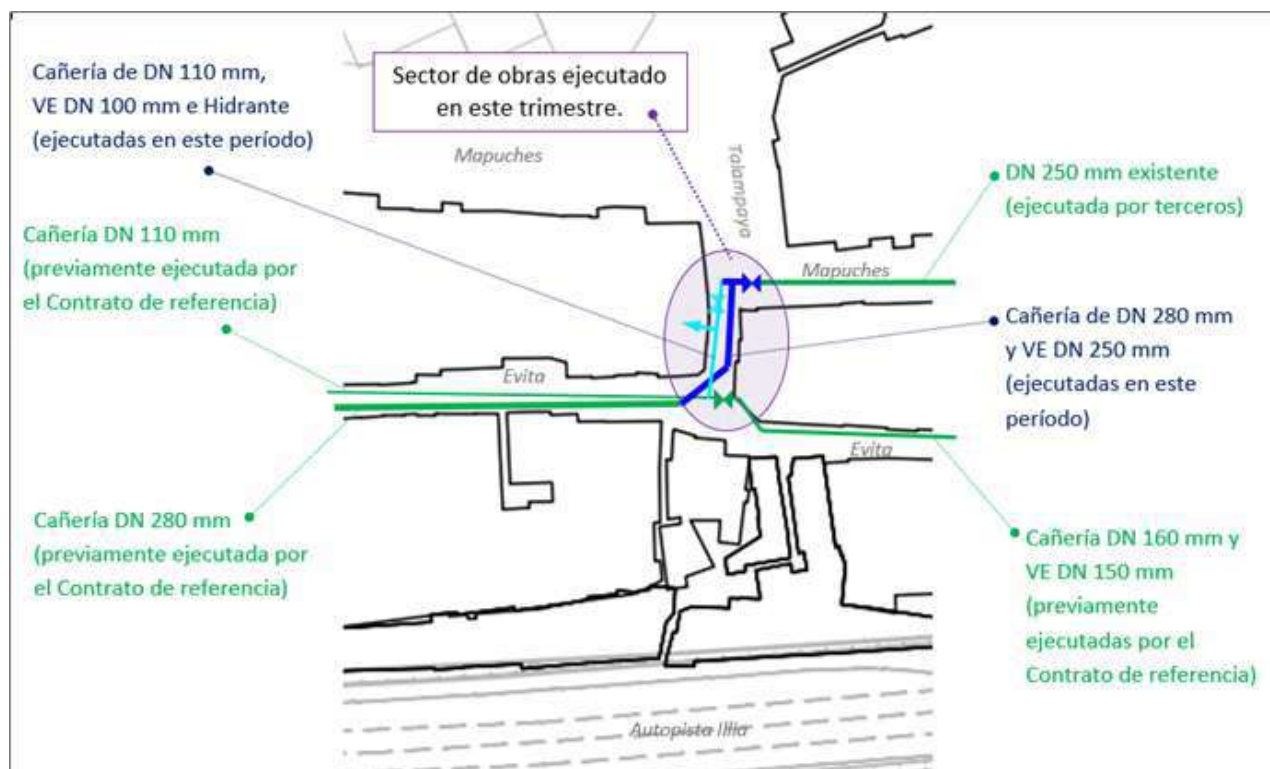 Cañería de DN 110 mm,
VE DN 100 mm e Hidrante
(ejecutadas en este período)
Sector de obras ejecutado
en este trimestre.
Mapuches
Talampaya
DN 250 mm existente
(ejecutada por terceros)
Cañería DN 110 mm
(previamente ejecutada por
el Contrato de referencia)
Mapuches
Cañería de DN 280 mm
y VE DN 250 mm
(ejecutadas en este
período)
Evita
Evita
Cañería DN 280 mm
(previamente ejecutada por
el Contrato de referencia)
Cañería DN 160 mm y
VE DN 150 mm
(previamente
ejecutadas por el
Contrato de referencia)
Autopista Illia